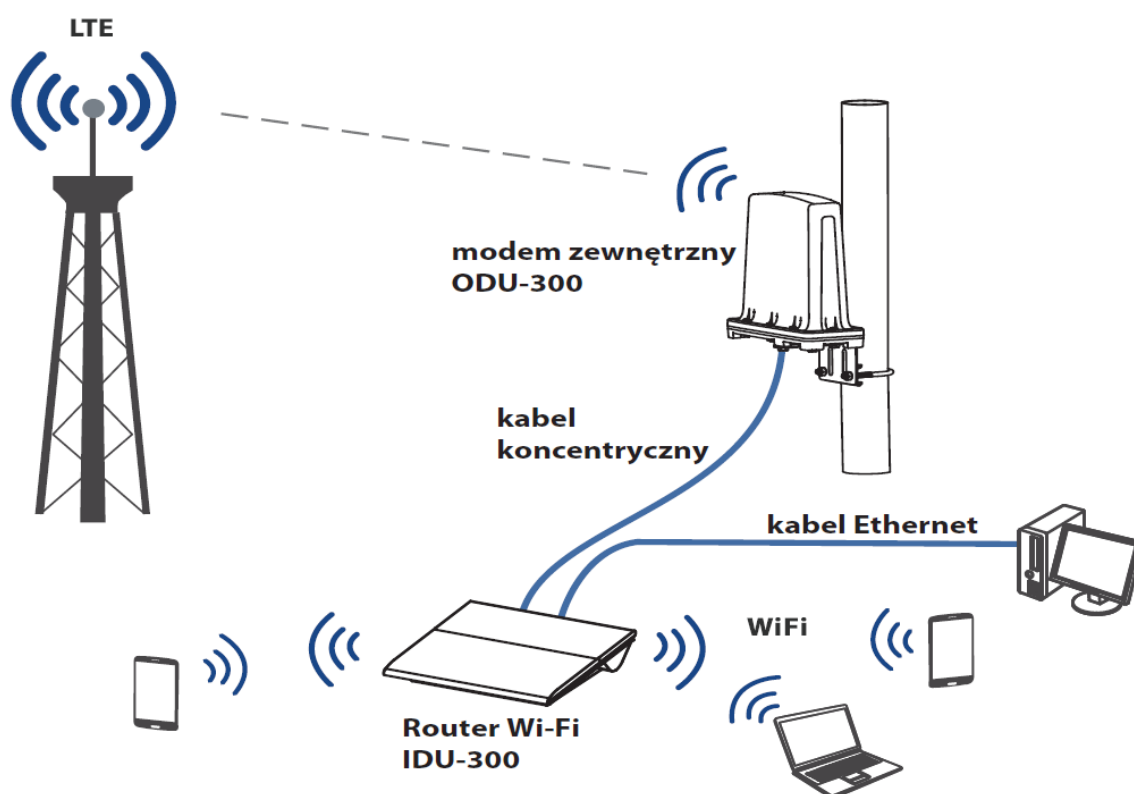 LTE
modem zewnętrzny
ODU-300
kabel
koncentryczny
kabel Ethernet
WiFi
Router Wi-Fi
IDU-300